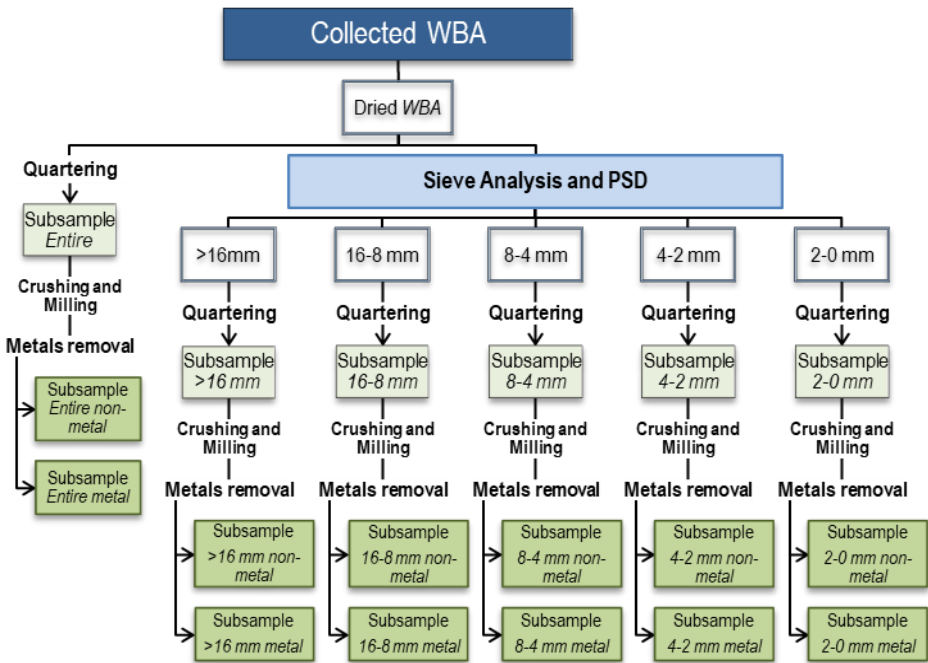 Collected WBA
Dried WBA
Quartering
Subsample
Entire
Crushing and
Milling
Metals removal
Subsample
Entire non-
metal
Subsample
Entire metal
Sieve Analysis and PSD
>16mm
Quartering
Subsample
>16 mm
Crushing and
Milling
Metals removal
Subsample
>16 mm non-
metal
Subsample
>16 mm metal
16-8 mm
Quartering
Subsample
16-8 mm
Crushing and
Milling
Metals removal
Subsample
16-8 mm non-
metal
Subsample
16-8 mm metal
8-4 mm
Quartering
Subsample
8-4 mm
Crushing and
Milling
Metals removal
Subsample
8-4 mm non-
metal
Subsample
8-4 mm metal
4-2 mm
Quartering
Subsample
4-2 mm
Crushing and
Milling
Metals removal
Subsample
4-2 mm non-
metal
Subsample
4-2 mm metal
2-0 mm
Quartering
Subsample
2-0 mm
Crushing and
Milling
Metals removal
Subsample
2-0 mm non-
metal
Subsample
2-0 mm metal